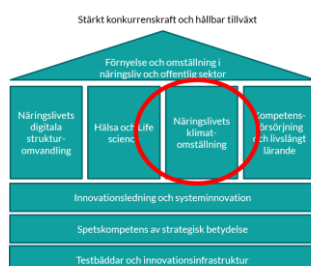 Stärkt konkurrenskraft och hållbar tillväxt
Förnyelse och omställning i
näringsliv och offentlig sektor
Näringslivets
digitala
struktur-
omvandling
Hälsa och Life
science
Näringslivets
klimat-
omställning
Kompetens-
försörjning
och livslångt
lärande
Innovationsledning och systeminnovation
Spetskompetens av strategisk betydelse
Testbäddar och innovationsinfrastruktur